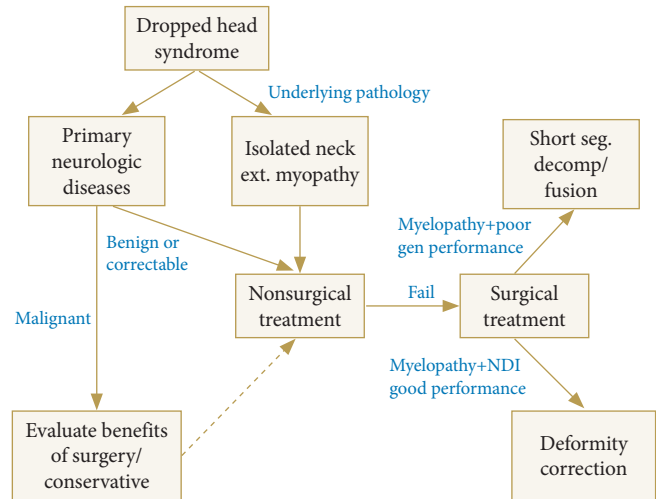 Dropped head
syndrome
Underlying pathology
Primary
neurologic
diseases
Isolated neck
ext. myopathy
Short seg.
decomp/
fusion
Benign or
correctable
Myelopathy+poor
gen performance
Malignant
Nonsurgical
treatment
Fail
Surgical
treatment
Myelopathy+NDI
good performance
Evaluate benefits
of surgery/
conservative
Deformity
correction